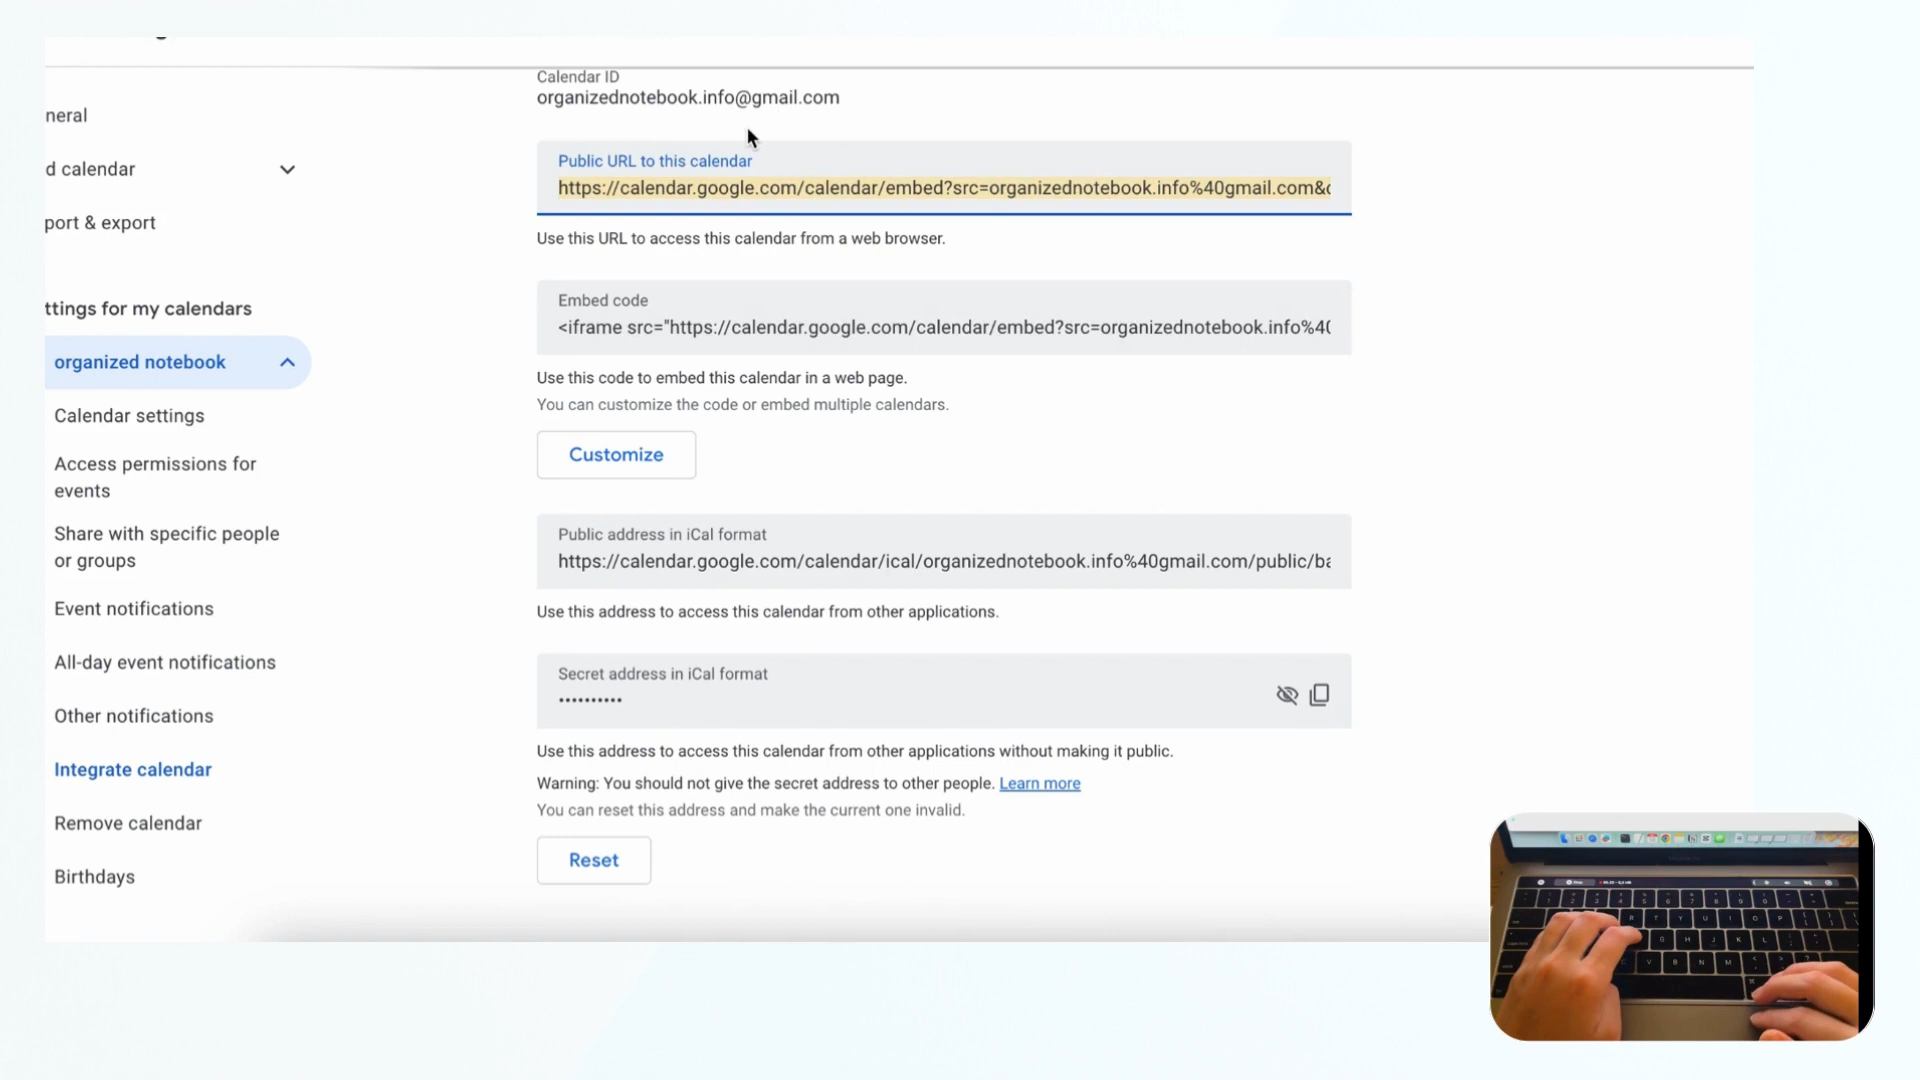 Calendar ID
organizednotebook.info@gmail.com
neral
d calendar
port & export
ttings for my calendars
organized notebook
Calendar settings
Access permissions for
events
Share with specific people
or groups
Event notifications
All-day event notifications
Other notifications
Integrate calendar
Remove calendar
Birthdays
Public URL to this calendar
https://calendar.google.com/calendar/embed?src=organizednotebook.info%40gmail.com&c
Use this URL to access this calendar from a web browser.
Embed code
<iframe src="https://calendar.google.com/calendar/embed?src=organizednotebook.info%40
Use this code to embed this calendar in a web page.
You can customize the code or embed multiple calendars.
Customize
Public address in iCal format
https://calendar.google.com/calendar/ical/organizednotebook.info%40gmail.com/public/ba
Use this address to access this calendar from other applications.
Secret address in iCal format
••••••••••
Use this address to access this calendar from other applications without making it public.
Warning: You should not give the secret address to other people. Learn more
You can reset this address and make the current one invalid.
Reset